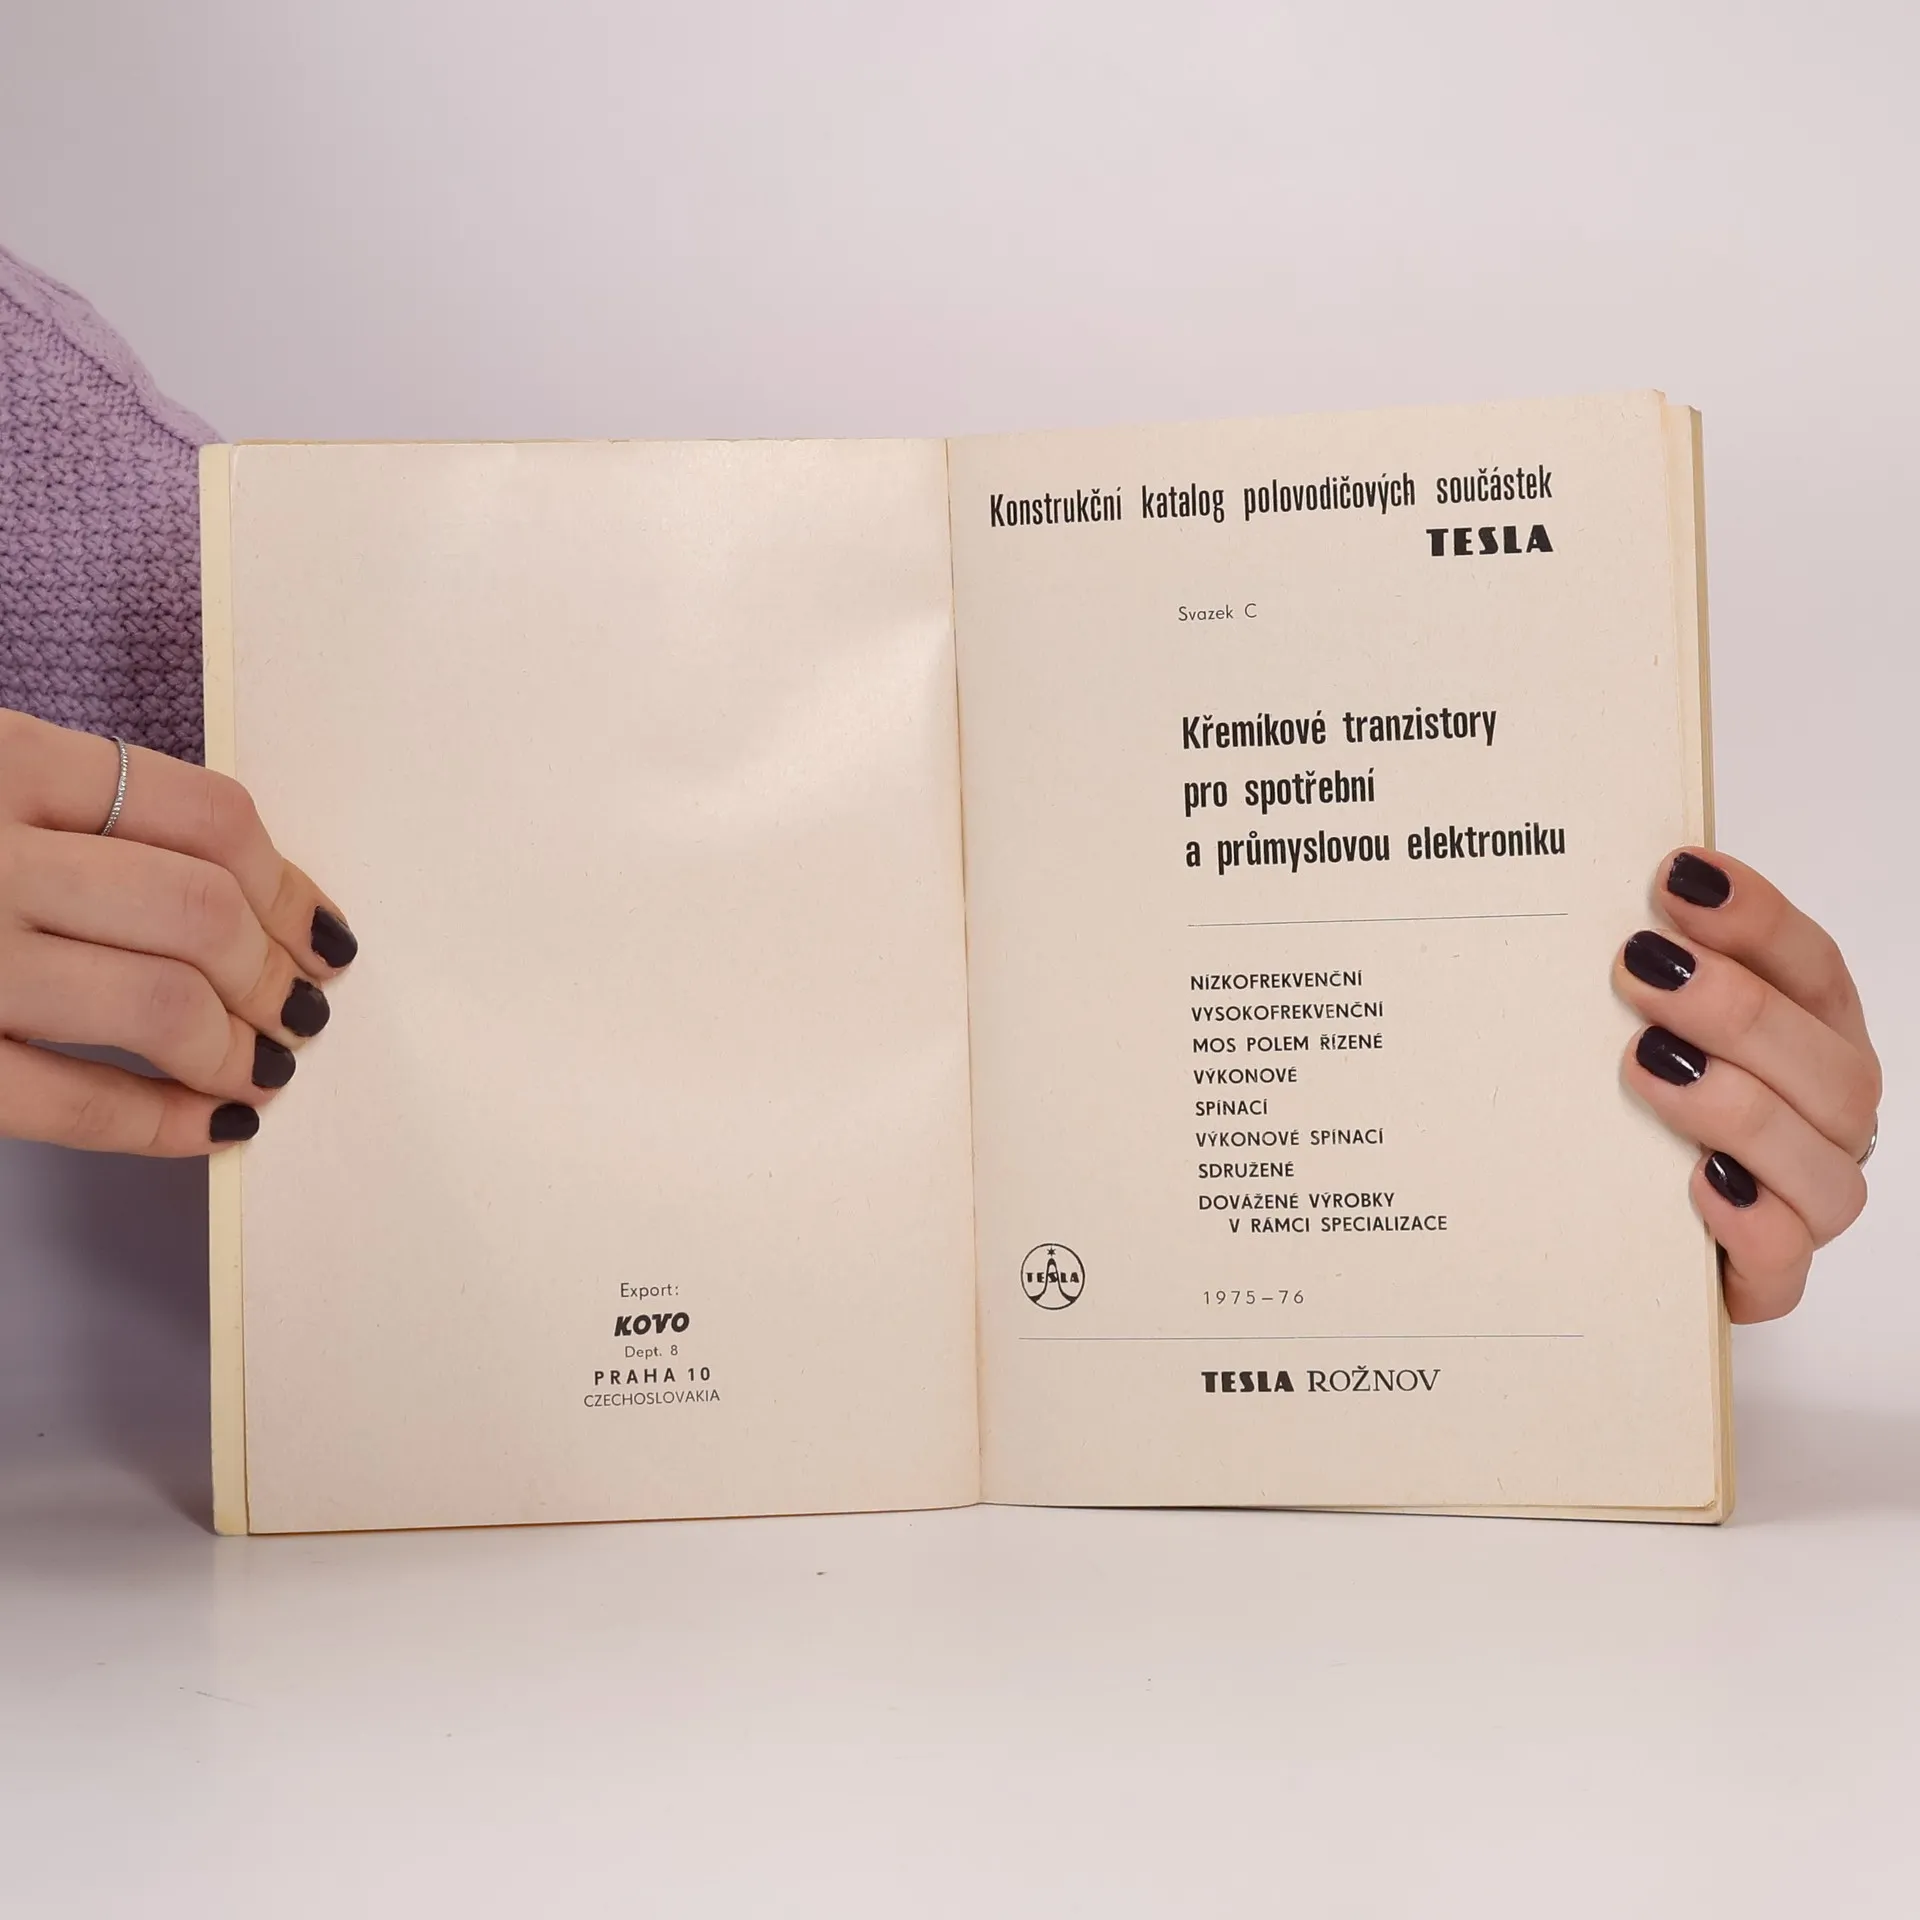 Export:
KOVO
Dept. 8
PRAHA 10
CZECHOSLOVAKIA
Konstrukční katalog polovodičových součástek
TESLA
Svazek C
Křemíkové tranzistory
pro spotřební
a průmyslovou elektroniku
NÍZKOFREKVENČNÍ
VYSOKOFREKVENČNÍ
MOS POLEM ŘÍZENÉ
VÝKONOVÉ
SPÍNACÍ
VÝKONOVÉ SPÍNACÍ
SDRUŽENÉ
DOVÁŽENÉ VÝROBKY
V RÁMCI SPECIALIZACE
TESLA
1975–76
TESLA ROŽNOV